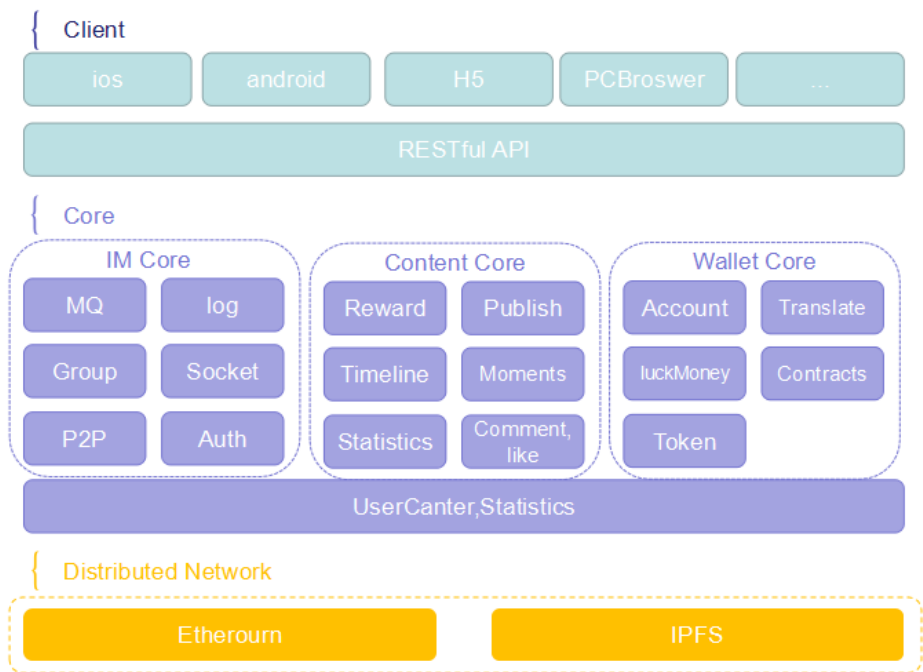 Client
ios
android
H5
PCBroswer
...
RESTful API
Core
IM Core
MQ
log
Group
Socket
P2P
Auth
Content Core
Reward
Publish
Timeline
Moments
Statistics
Comment,
like
Wallet Core
Account
Translate
luckMoney
Contracts
Token
UserCanter,Statistics
Distributed Network
Etherourn
IPFS